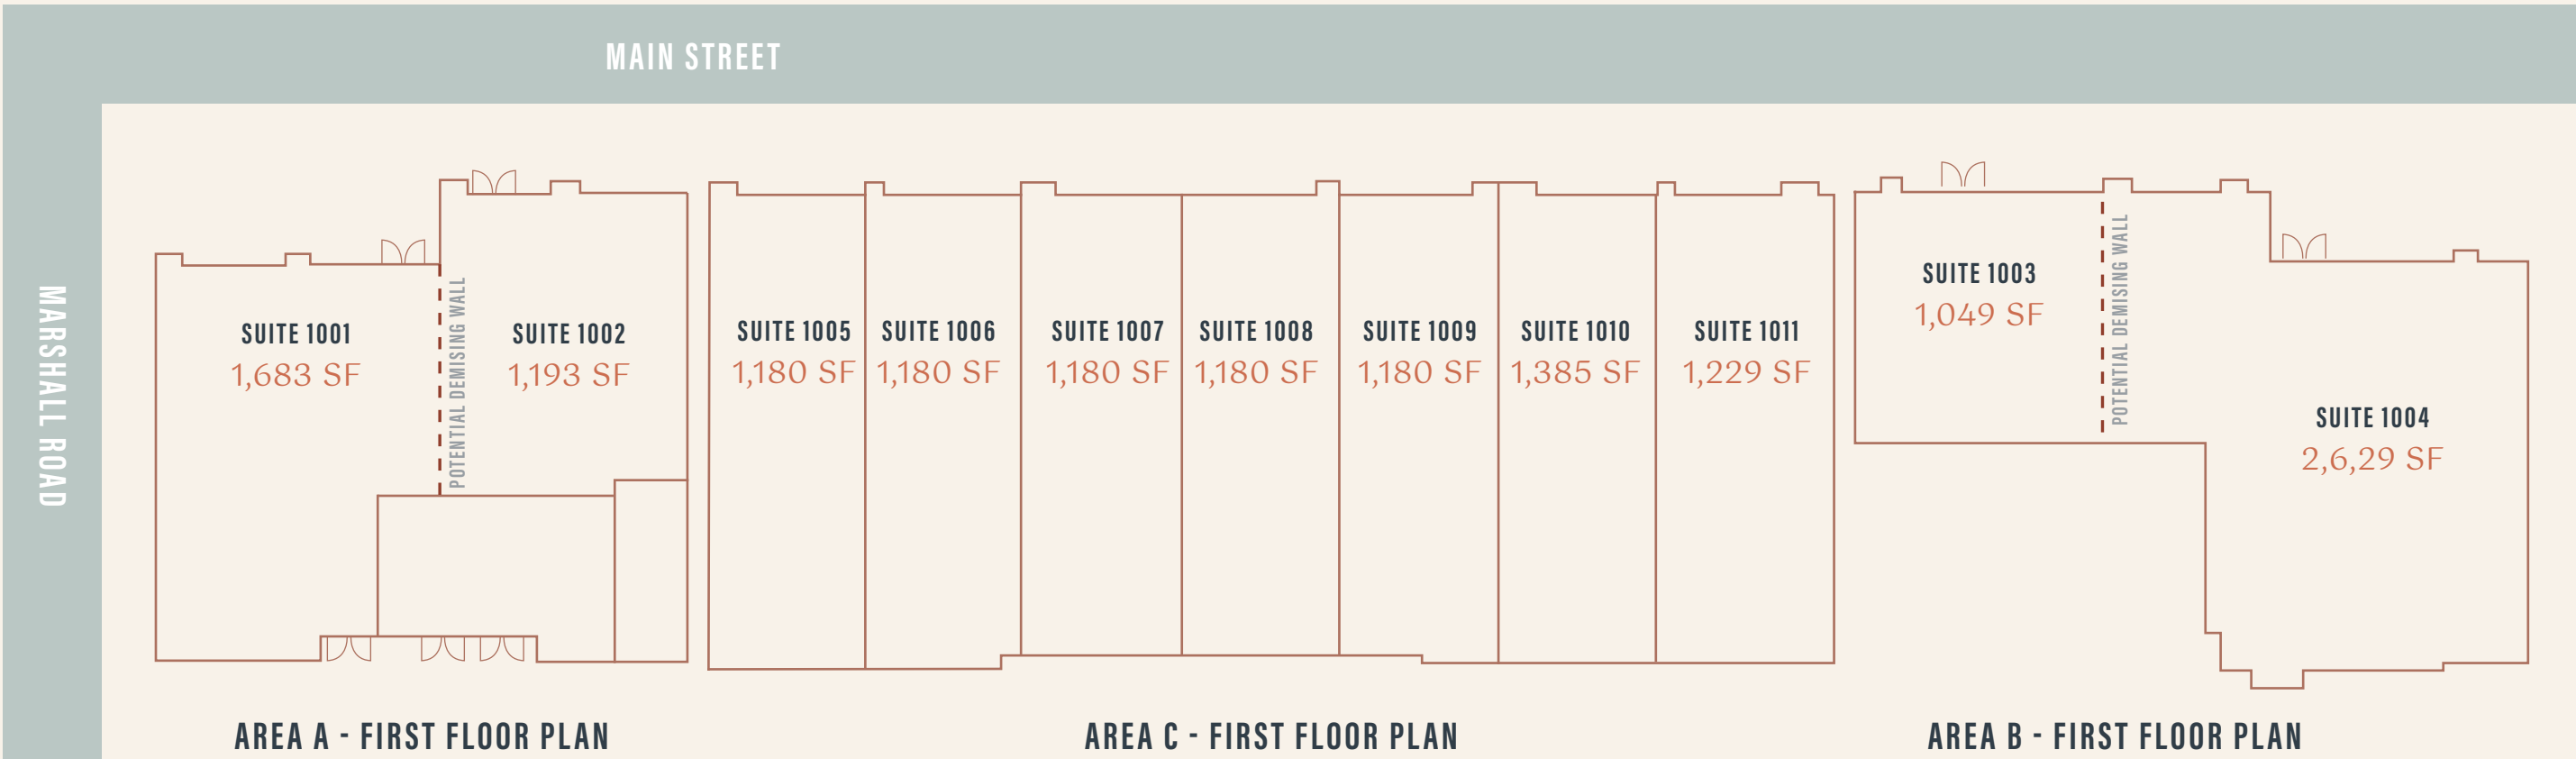 MAIN STREET
MARSHALL ROAD
SUITE 1001
1,683 SF
POTENTIAL DEMISING WALL
SUITE 1002
1,193 SF
SUITE 1005
1,180 SF
SUITE 1006
1,180 SF
SUITE 1007
1,180 SF
SUITE 1008
1,180 SF
SUITE 1009
1,180 SF
SUITE 1010
1,385 SF
SUITE 1011
1,229 SF
SUITE 1003
1,049 SF
POTENTIAL DEMISING WALL
SUITE 1004
2,6,29 SF
AREA A - FIRST FLOOR PLAN
AREA C - FIRST FLOOR PLAN
AREA B - FIRST FLOOR PLAN